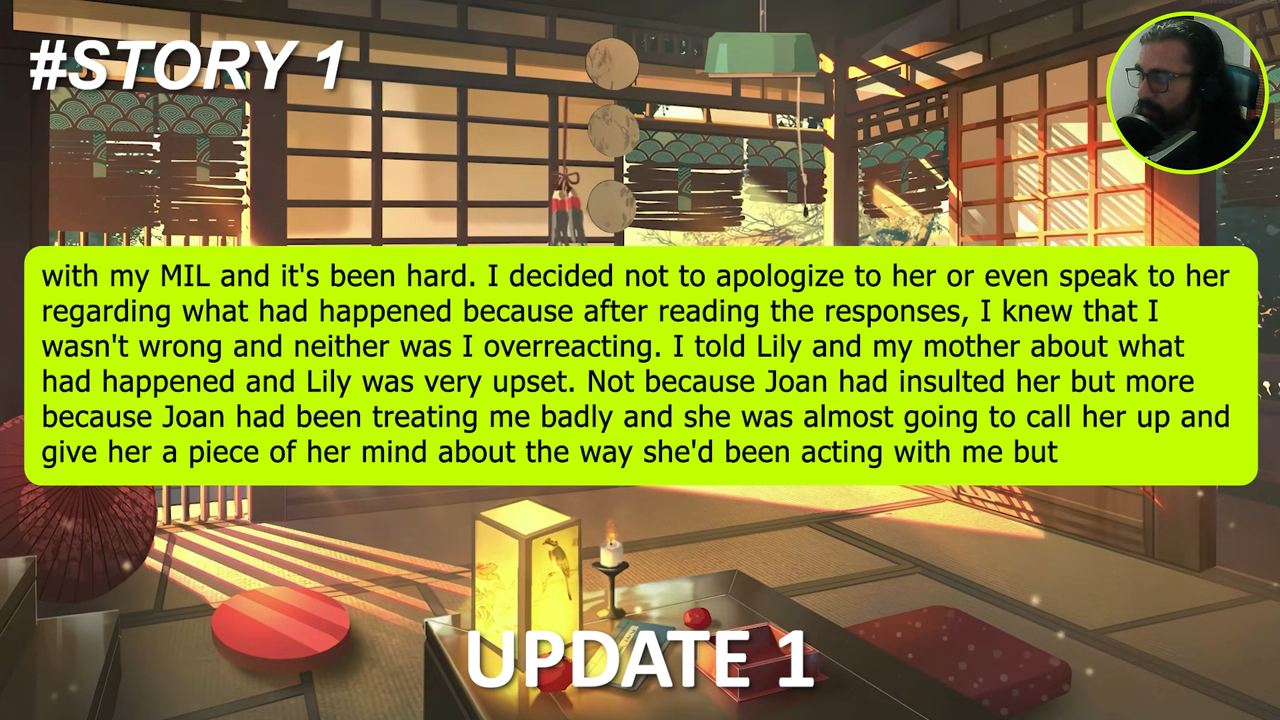 #STORY 1
with my MIL and it's been hard. I decided not to apologize to her or even speak to her
regarding what had happened because after reading the responses, I knew that I
wasn't wrong and neither was I overreacting. I told Lily and my mother about what
had happened and Lily was very upset. Not because Joan had insulted her but more
because Joan had been treating me badly and she was almost going to call her up and
give her a piece of her mind about the way she'd been acting with me but
UPDATE 1